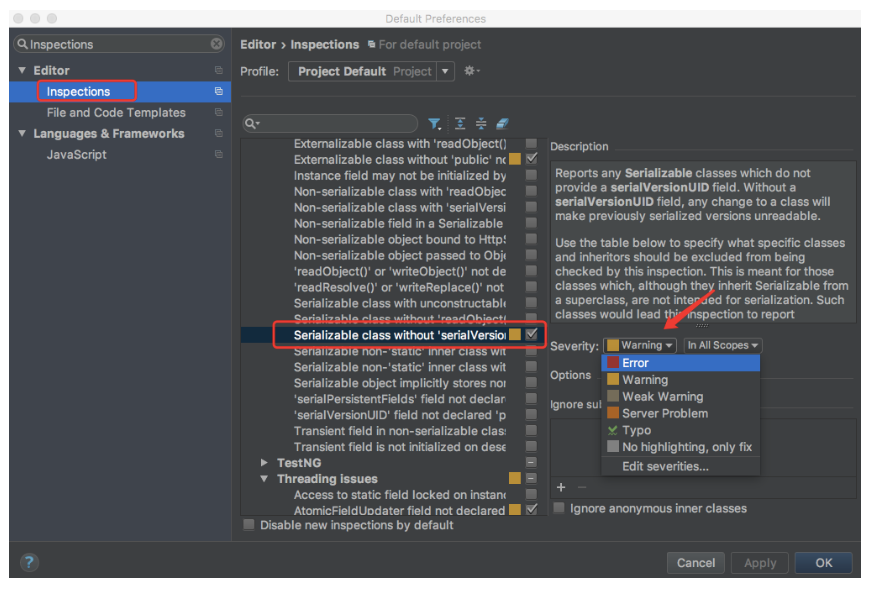 Default Preferences
Inspections
Editor
Inspections
File and Code Templates
Languages & Frameworks
JavaScript
Editor › Inspections For default project
Profile: Project Default Project
Externalizable class with 'readObject()
Externalizable class without 'public' no
Instance field may not be initialized by
Non-serializable class with 'readObjec
Non-serializable class with 'serialVersi
Non-serializable field in a Serializable
Non-serializable object bound to Http
Non-serializable object passed to Obje
'readObject()' or 'writeObject()' not de
'readResolve()' or 'writeReplace()' not
Serializable class with unconstructable
Serializable class without 'readObject(
Serializable class without 'serialVersion
Serializable non-'static' inner class wit
Serializable non-'static' inner class wit
Serializable object implicitly stores non
'serialPersistentFields' field not declar
'serialVersionUID' field not declared 'p
Transient field in non-serializable class
Transient field is not initialized on dese
TestNG
Threading issues
Access to static field locked on instanc
AtomicFieldUpdater field not declared
Disable new inspections by default
Description
Reports any Serializable classes which do not
provide a serialVersionUID field. Without a
serialVersionUID field, any change to a class will
make previously serialized versions unreadable.
Use the table below to specify what specific classes
and inheritors should be excluded from being
checked by this inspection. This is meant for those
classes which, although they inherit Serializable from
a superclass, are not intended for serialization. Such
classes would lead this inspection to report
Severity: Warning In All Scopes
Error
Options
Warning
Weak Warning
Ignore sul
Server Problem
Typo
No highlighting, only fix
Edit severities...
Ignore anonymous inner classes
?
Cancel
Apply
OK